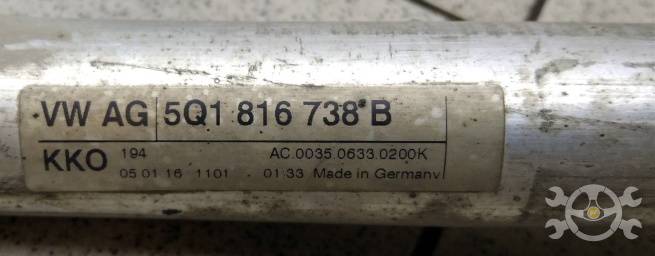 VW AG 5Q1 816 738 B
KKO 194 AC.0035.0633.0200K
05 01 16 1101 01:33 Made in Germany